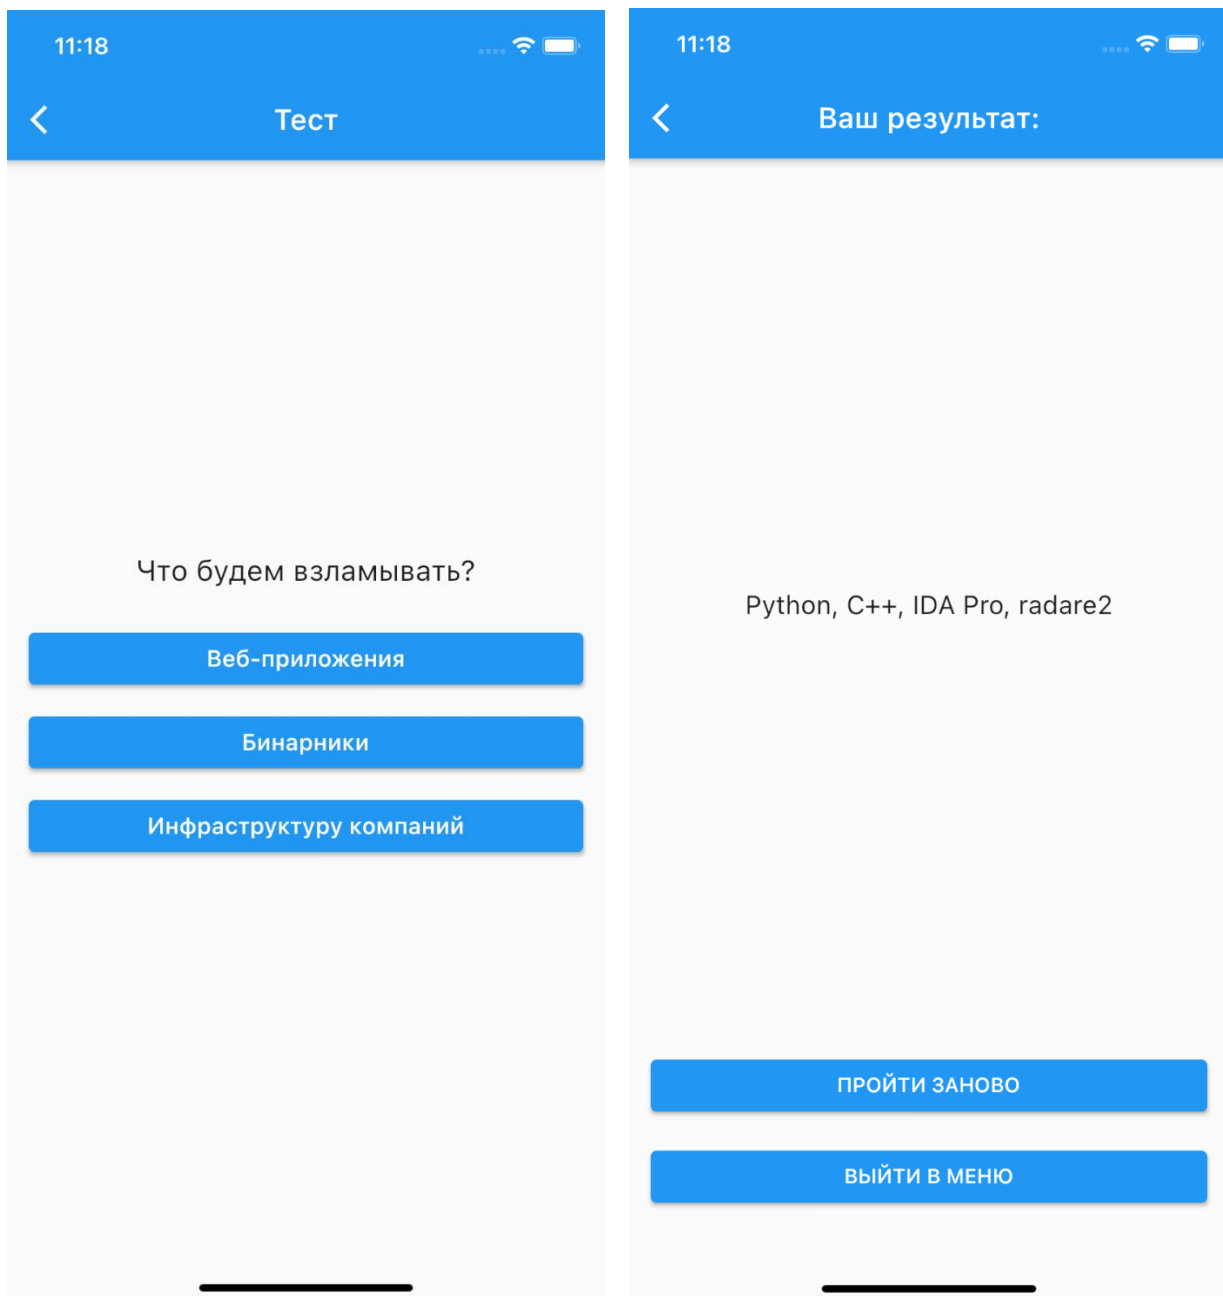 11:18
Тест
Что будем взламывать?
Веб-приложения
Бинарники
Инфраструктуру компаний
11:18
Ваш результат:
Python, C++, IDA Pro, radare2
ПРОЙТИ ЗАНОВО
ВЫЙТИ В МЕНЮ